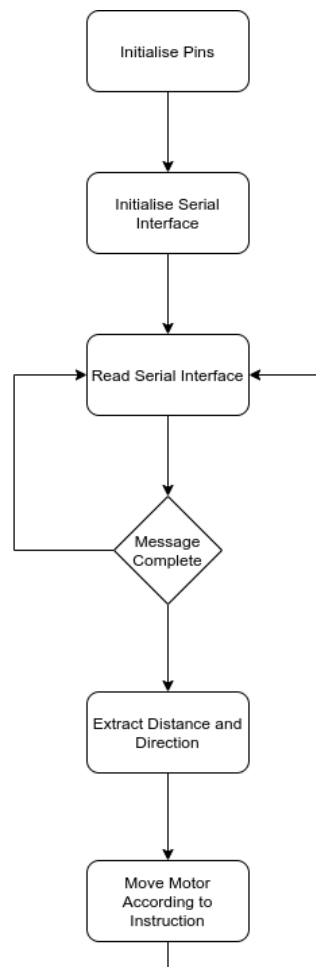 Initialise Pins
Initialise Serial
Interface
Read Serial Interface
Message
Complete
Extract Distance and
Direction
Move Motor
According to
Instruction